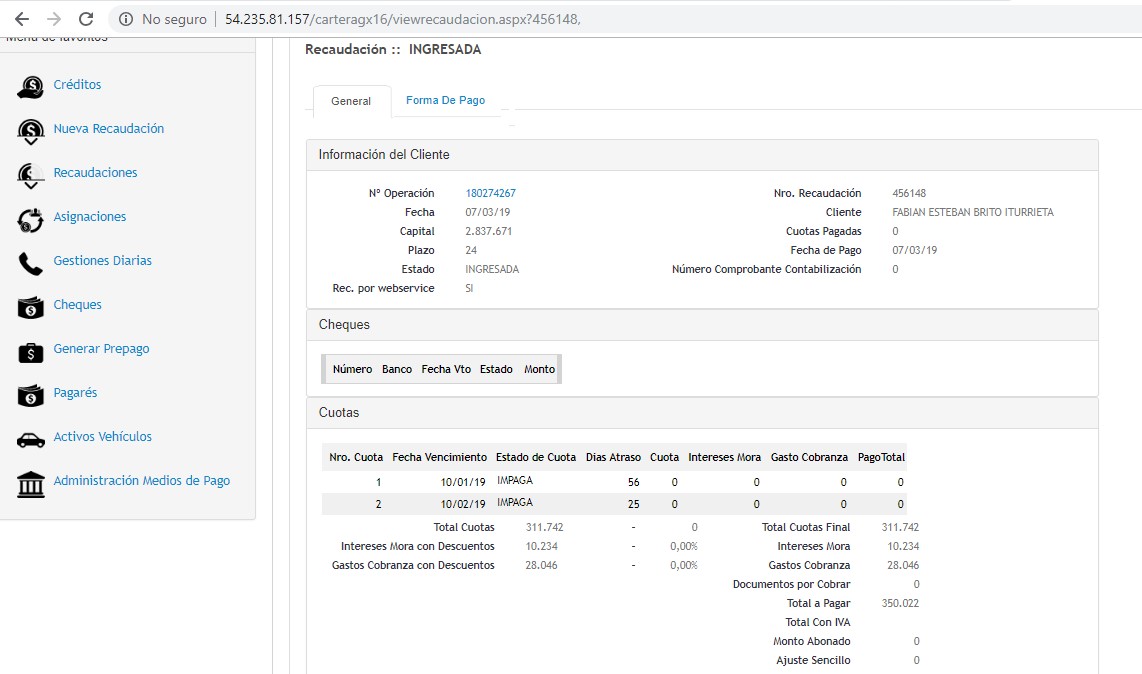 No seguro
54.235.81.157/carteragx16/viewrecaudacion.aspx?456148,
Menú de favoritos
Créditos
Nueva Recaudación
Recaudaciones
Asignaciones
Gestiones Diarias
Cheques
Generar Prepago
Pagarés
Activos Vehículos
Administración Medios de Pago
Recaudación :: INGRESADA
General Forma De Pago
Información del Cliente
Nº Operación 180274267 Nro. Recaudación 456148
Fecha 07/03/19 Cliente FABIAN ESTEBAN BRITO ITURRIETA
Capital 2.837.671 Cuotas Pagadas 0
Plazo 24 Fecha de Pago 07/03/19
Estado INGRESADA Número Comprobante Contabilización 0
Rec. por webservice SI
Cheques
Número Banco Fecha Vto Estado Monto
Cuotas
Nro. Cuota Fecha Vencimiento Estado de Cuota Dias Atraso Cuota Intereses Mora Gasto Cobranza PagoTotal
1 10/01/19 IMPAGA 56 0 0 0 0
2 10/02/19 IMPAGA 25 0 0 0 0
Total Cuotas 311.742 - 0 Total Cuotas Final 311.742
Intereses Mora con Descuentos 10.234 - 0,00% Intereses Mora 10.234
Gastos Cobranza con Descuentos 28.046 - 0,00% Gastos Cobranza 28.046
Documentos por Cobrar 0
Total a Pagar 350.022
Total Con IVA
Monto Abonado 0
Ajuste Sencillo 0